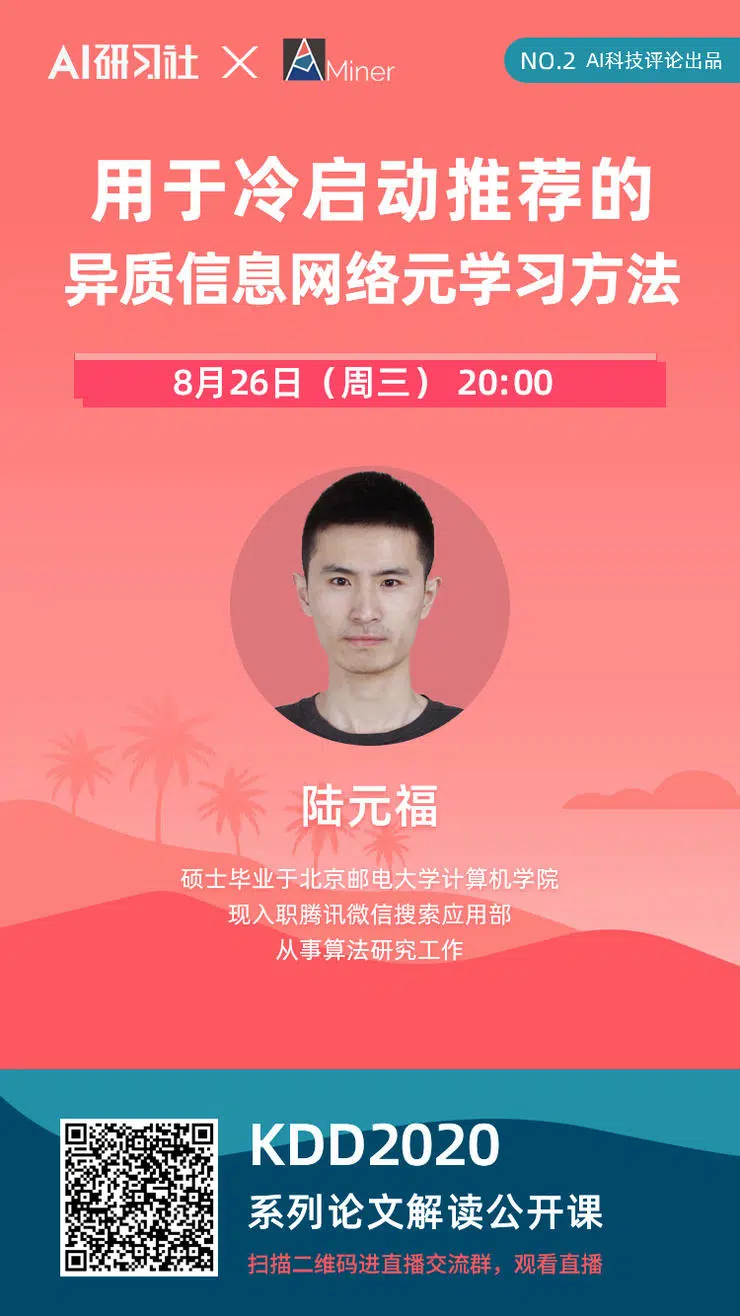 AI研习社 × AMiner
NO.2 AI科技评论出品
用于冷启动推荐的
异质信息网络元学习方法
8月26日（周三） 20:00
陆元福
硕士毕业于北京邮电大学计算机学院
现入职腾讯微信搜索应用部
从事算法研究工作
KDD2020
系列论文解读公开课
扫描二维码进直播交流群，观看直播